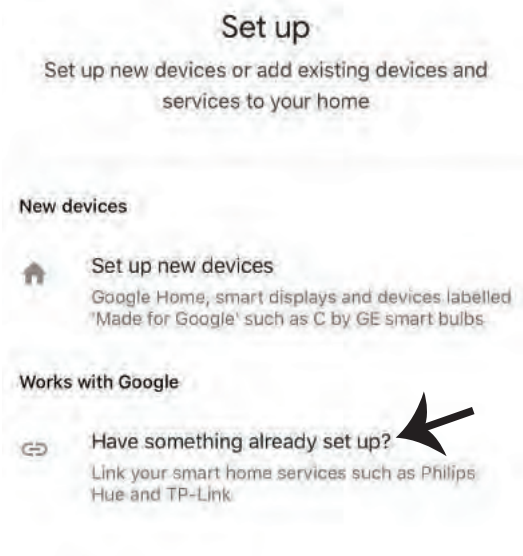 Set up
Set up new devices or add existing devices and
services to your home
New devices
Set up new devices
Google Home, smart displays and devices labelled
'Made for Google' such as C by GE smart bulbs
Works with Google
Have something already set up?
Link your smart home services such as Philips
Hue and TP-Link